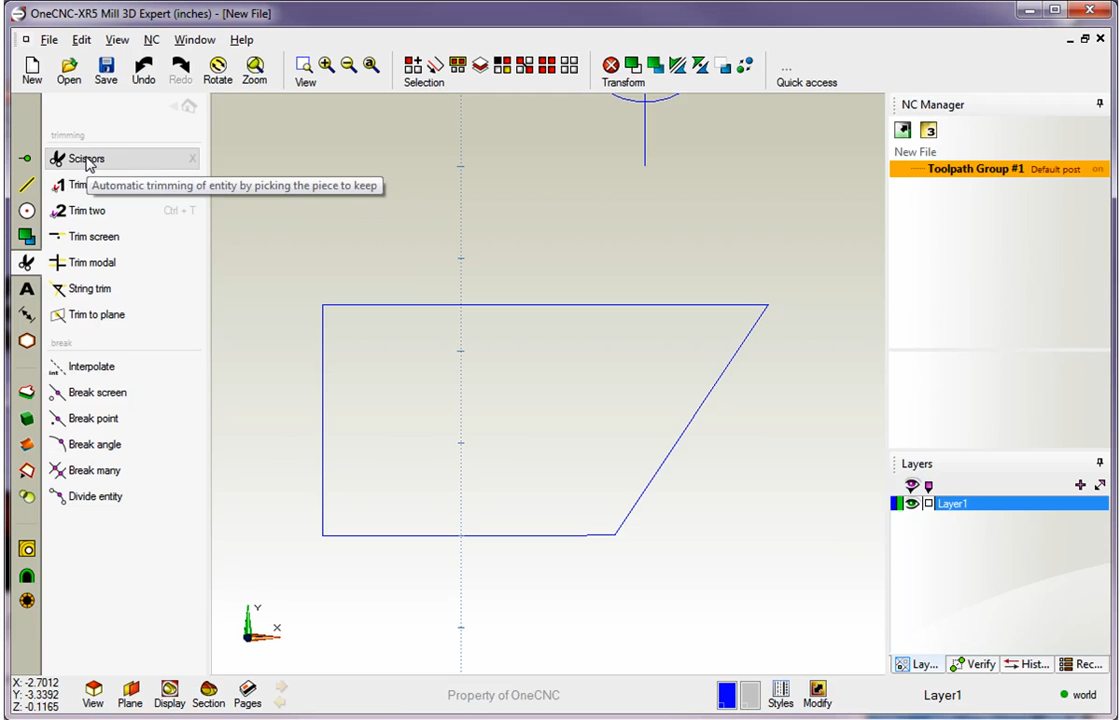 OneCNC-XR5 Mill 3D Expert (inches) - [New File]
File Edit View NC Window Help
New Open Save Undo Redo Rotate Zoom View Selection Transform ... Quick access
trimming
Scissors X
Trim
Automatic trimming of entity by picking the piece to keep
2 Trim two Ctrl + T
Trim screen
Trim modal
String trim
Trim to plane
break
int Interpolate
Break screen
Break point
Break angle
Break many
Divide entity
A
Y
X
NC Manager
3
New File
Toolpath Group #1 Default post on
Layers
Layer1
Lay... Verify Hist... Rec...
X: -2.7012
Y: -3.3392
Z: -0.1165
View Plane Display Section Pages
Property of OneCNC
Styles Modify
Layer1
world